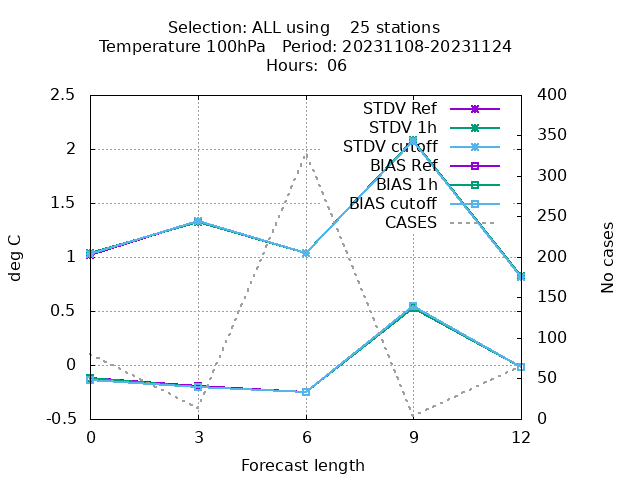 Selection: ALL using    25 stations
Temperature 100hPa   Period: 20231108-20231124
Hours:  06
2.5
2
1.5
1
0.5
0
-0.5
400
350
300
250
200
150
100
50
0
STDV Ref
STDV 1h
STDV cutoff
BIAS Ref
BIAS 1h
BIAS cutoff
CASES
deg C
No cases
0 3 6 9 12
Forecast length